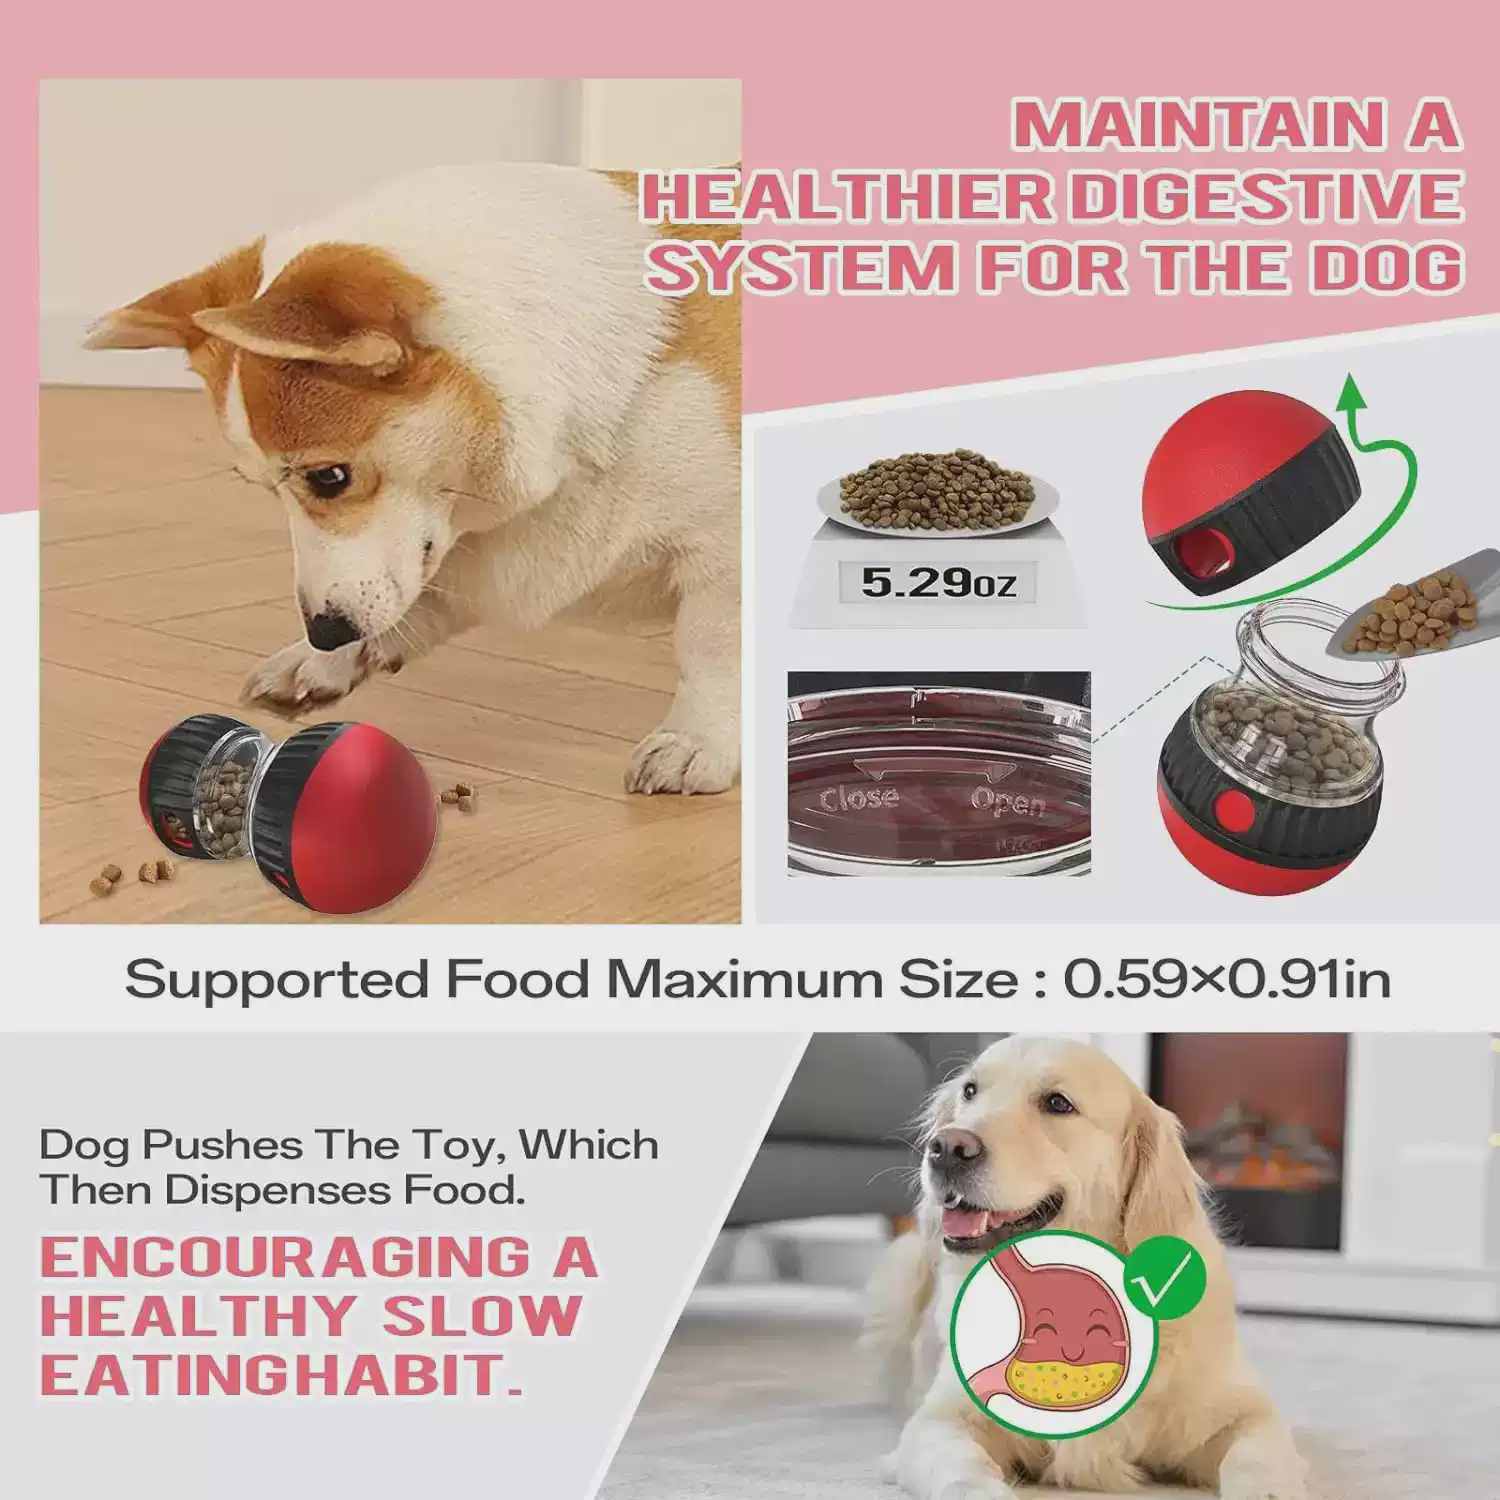 MAINTAIN A
HEALTHIER DIGESTIVE
SYSTEM FOR THE DOG
5.29oz
Close Open
Supported Food Maximum Size : 0.59×0.91in
Dog Pushes The Toy, Which
Then Dispenses Food.
ENCOURAGING A
HEALTHY SLOW
EATINGHABIT.